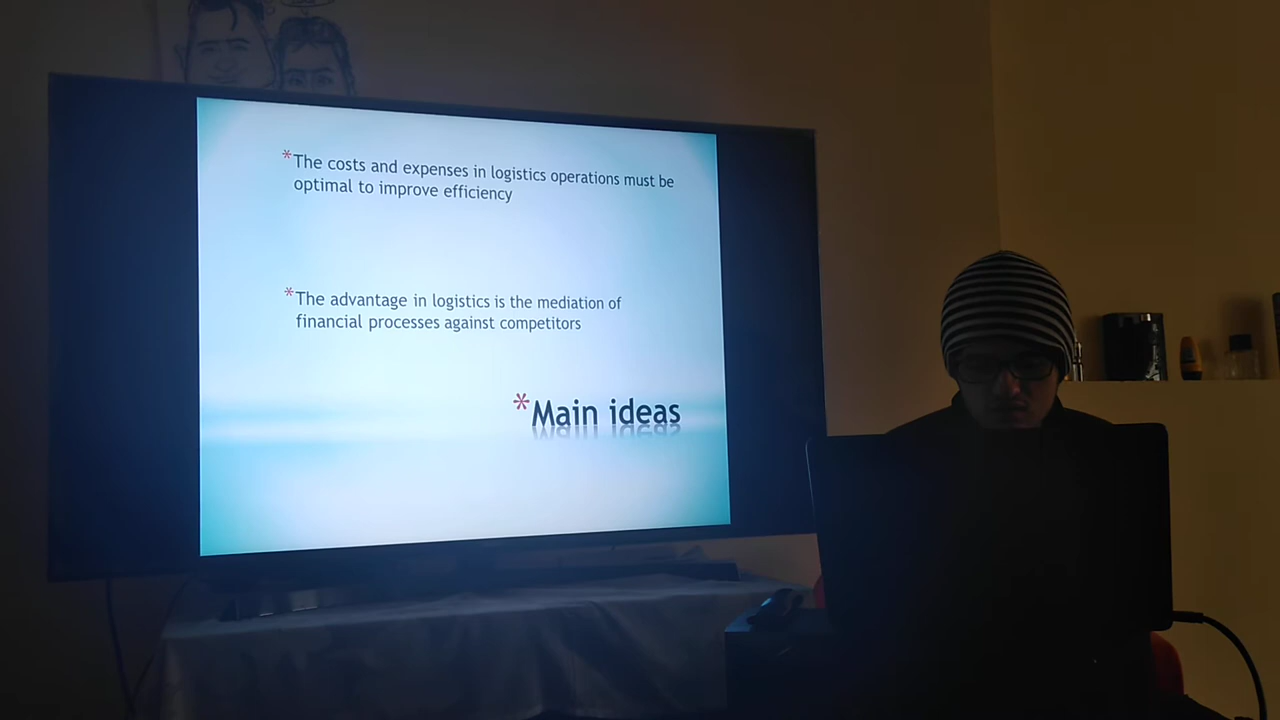 *The costs and expenses in logistics operations must be
optimal to improve efficiency
*The advantage in logistics is the mediation of
financial processes against competitors
*Main ideas